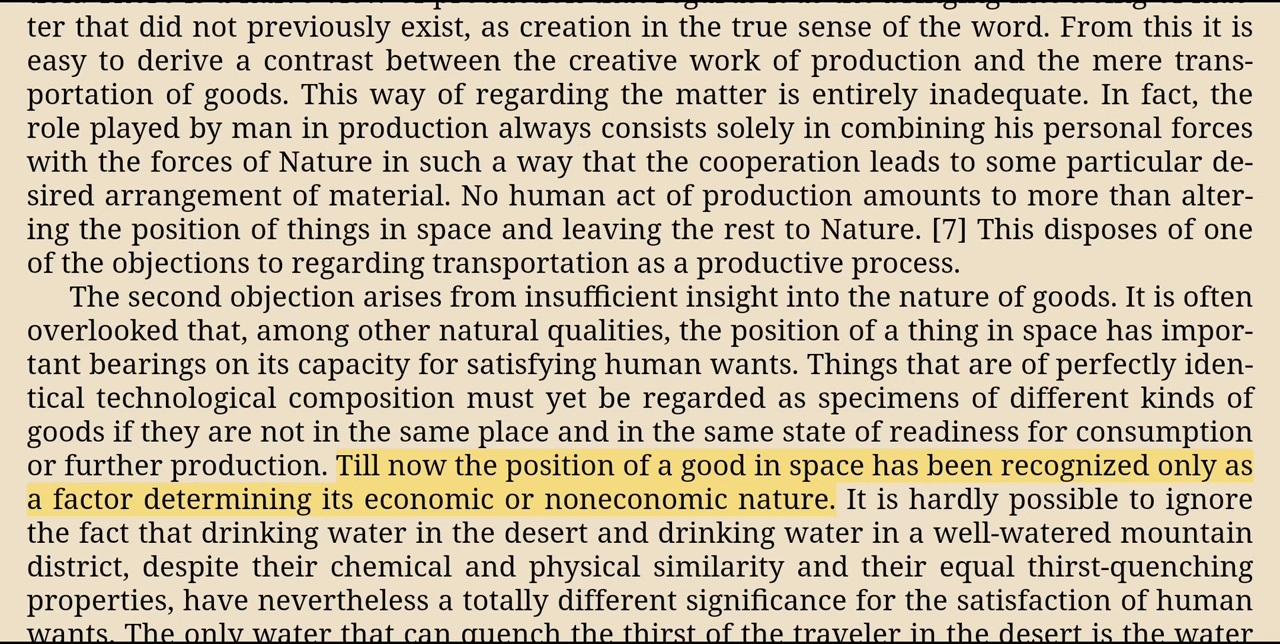 ter that did not previously exist, as creation in the true sense of the word. From this it is
easy to derive a contrast between the creative work of production and the mere trans-
portation of goods. This way of regarding the matter is entirely inadequate. In fact, the
role played by man in production always consists solely in combining his personal forces
with the forces of Nature in such a way that the cooperation leads to some particular de-
sired arrangement of material. No human act of production amounts to more than alter-
ing the position of things in space and leaving the rest to Nature. [7] This disposes of one
of the objections to regarding transportation as a productive process.
The second objection arises from insufficient insight into the nature of goods. It is often
overlooked that, among other natural qualities, the position of a thing in space has impor-
tant bearings on its capacity for satisfying human wants. Things that are of perfectly iden-
tical technological composition must yet be regarded as specimens of different kinds of
goods if they are not in the same place and in the same state of readiness for consumption
or further production. Till now the position of a good in space has been recognized only as
a factor determining its economic or noneconomic nature. It is hardly possible to ignore
the fact that drinking water in the desert and drinking water in a well-watered mountain
district, despite their chemical and physical similarity and their equal thirst-quenching
properties, have nevertheless a totally different significance for the satisfaction of human
wants. The only water that can quench the thirst of the traveler in the desert is the water